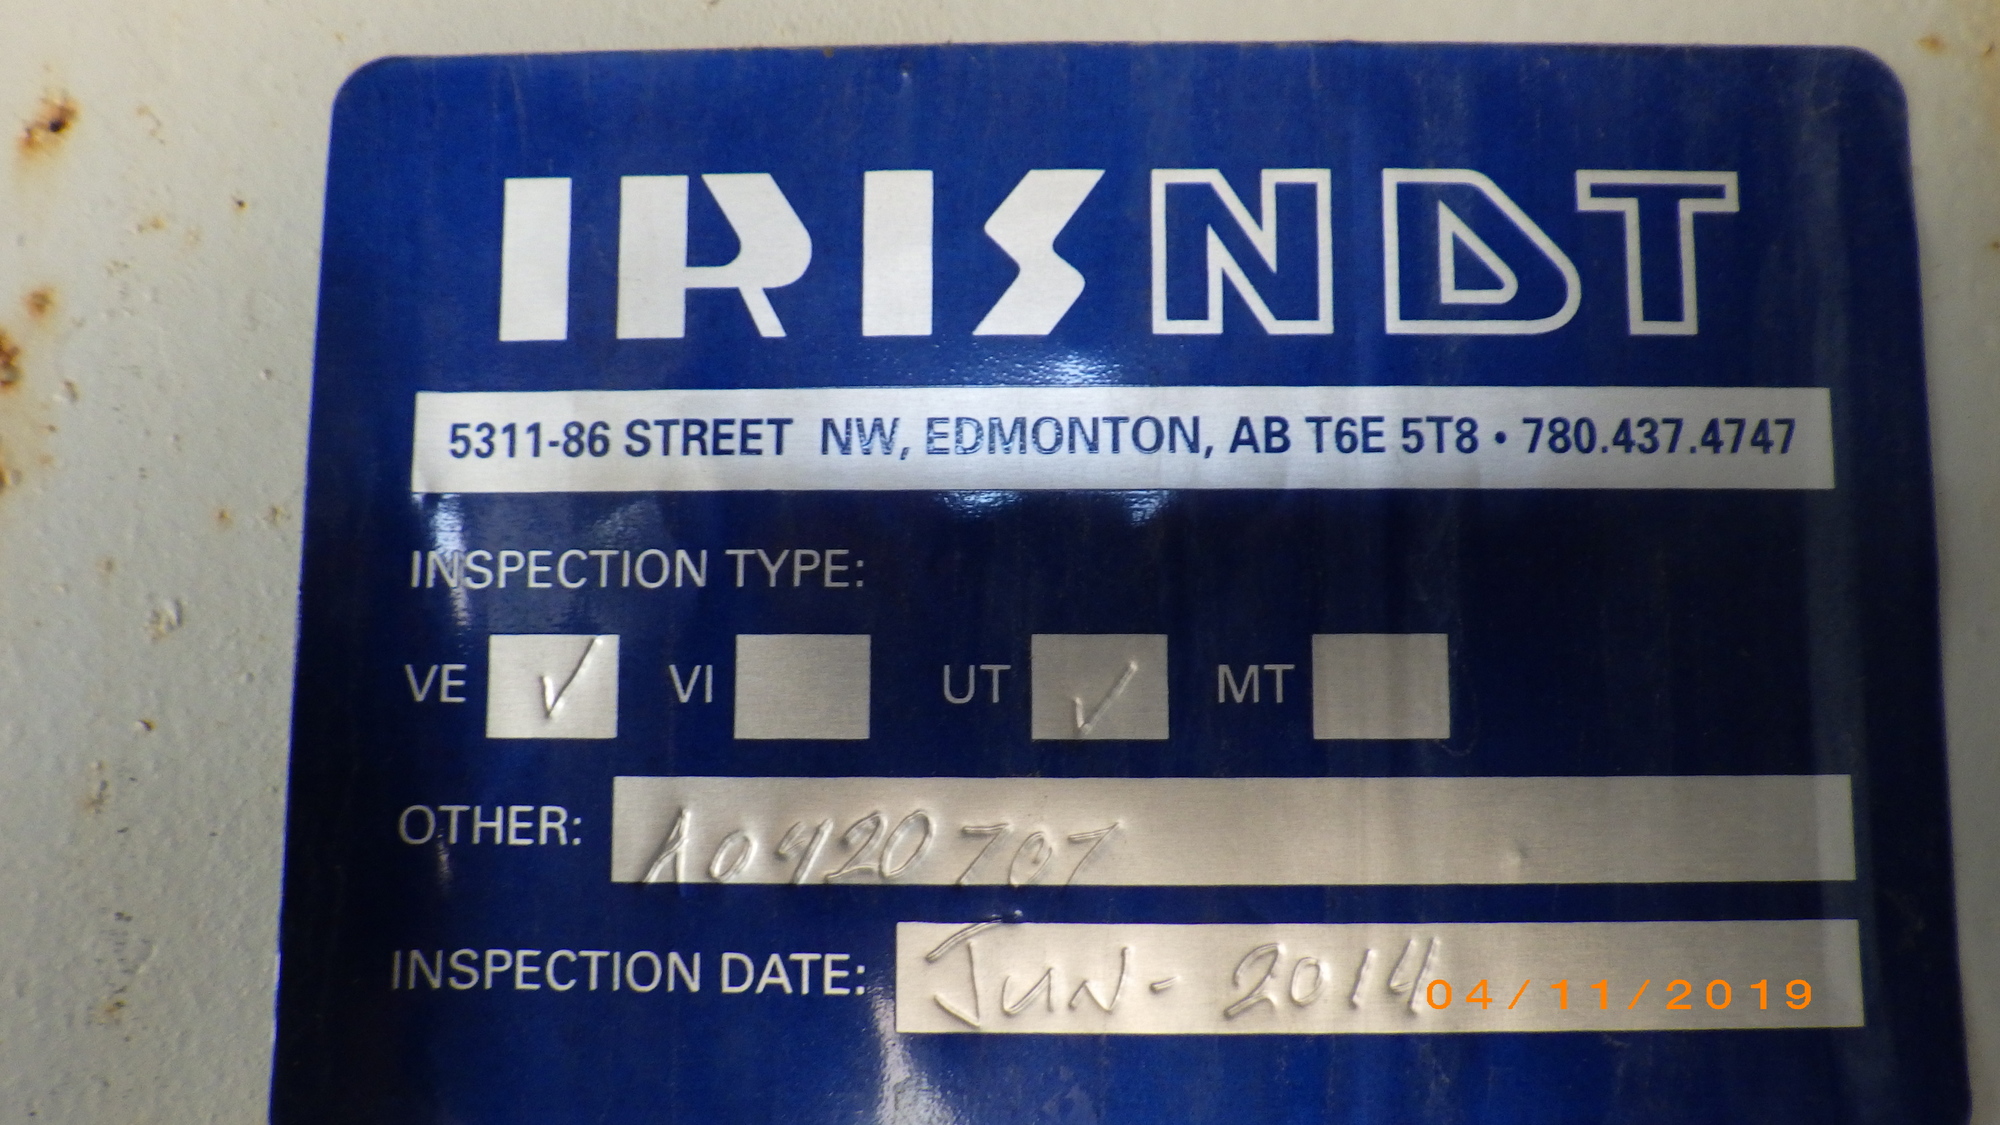 IRISNDT
5311-86 STREET NW, EDMONTON, AB T6E 5T8 • 780.437.4747
INSPECTION TYPE:
VE ✓ VI UT ✓ MT
OTHER: A0420707
INSPECTION DATE: JUN - 2014
04/11/2019